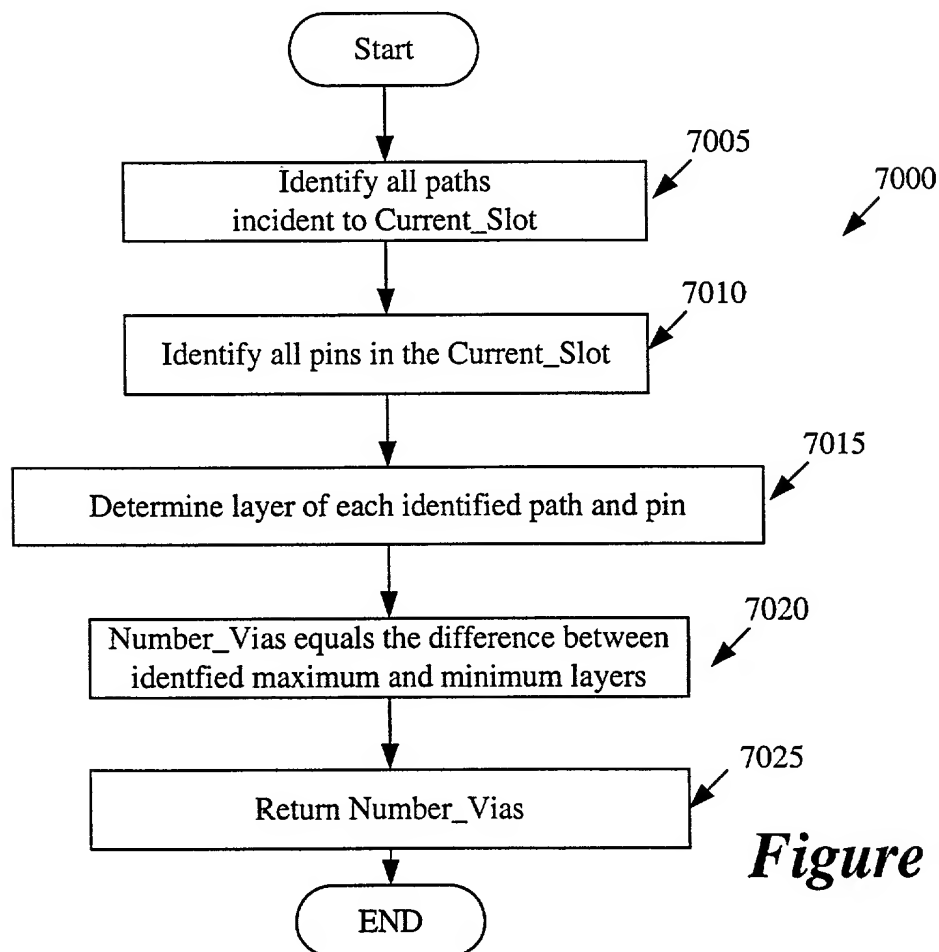 Start
7005
Identify all paths
incident to Current_Slot
7000
7010
Identify all pins in the Current_Slot
7015
Determine layer of each identified path and pin
7020
Number_Vias equals the difference between
identfied maximum and minimum layers
7025
Return Number_Vias
Figure
END